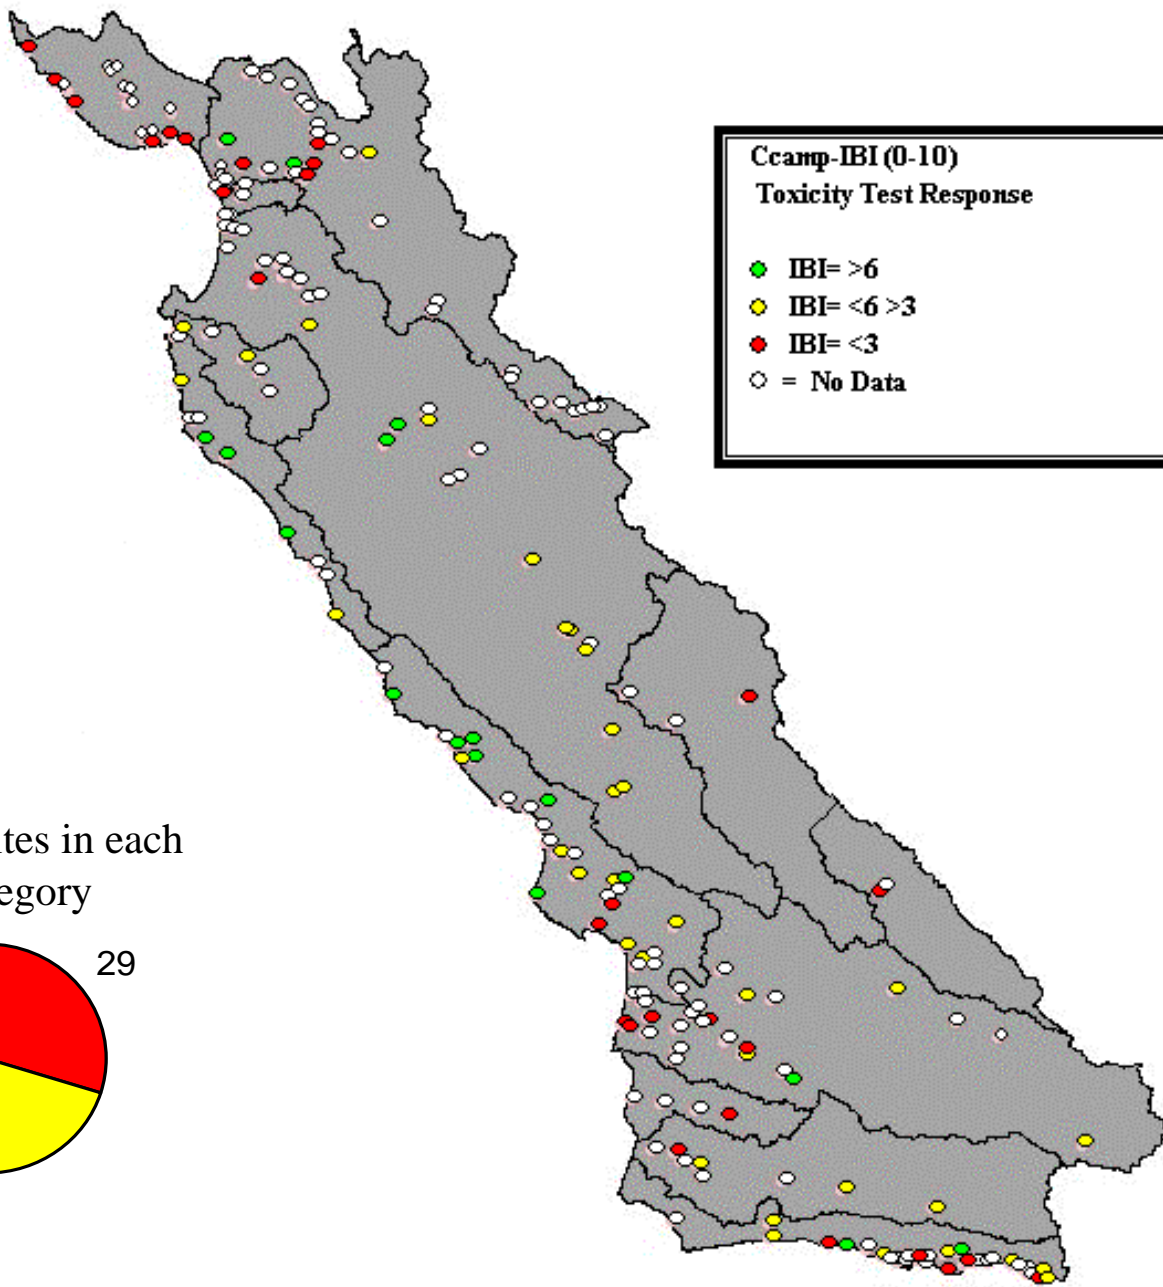 Ccamp-IBI (0-10)
Toxicity Test Response
IBI= >6
IBI= <6 >3
IBI= <3
= No Data
ites in each
egory
29